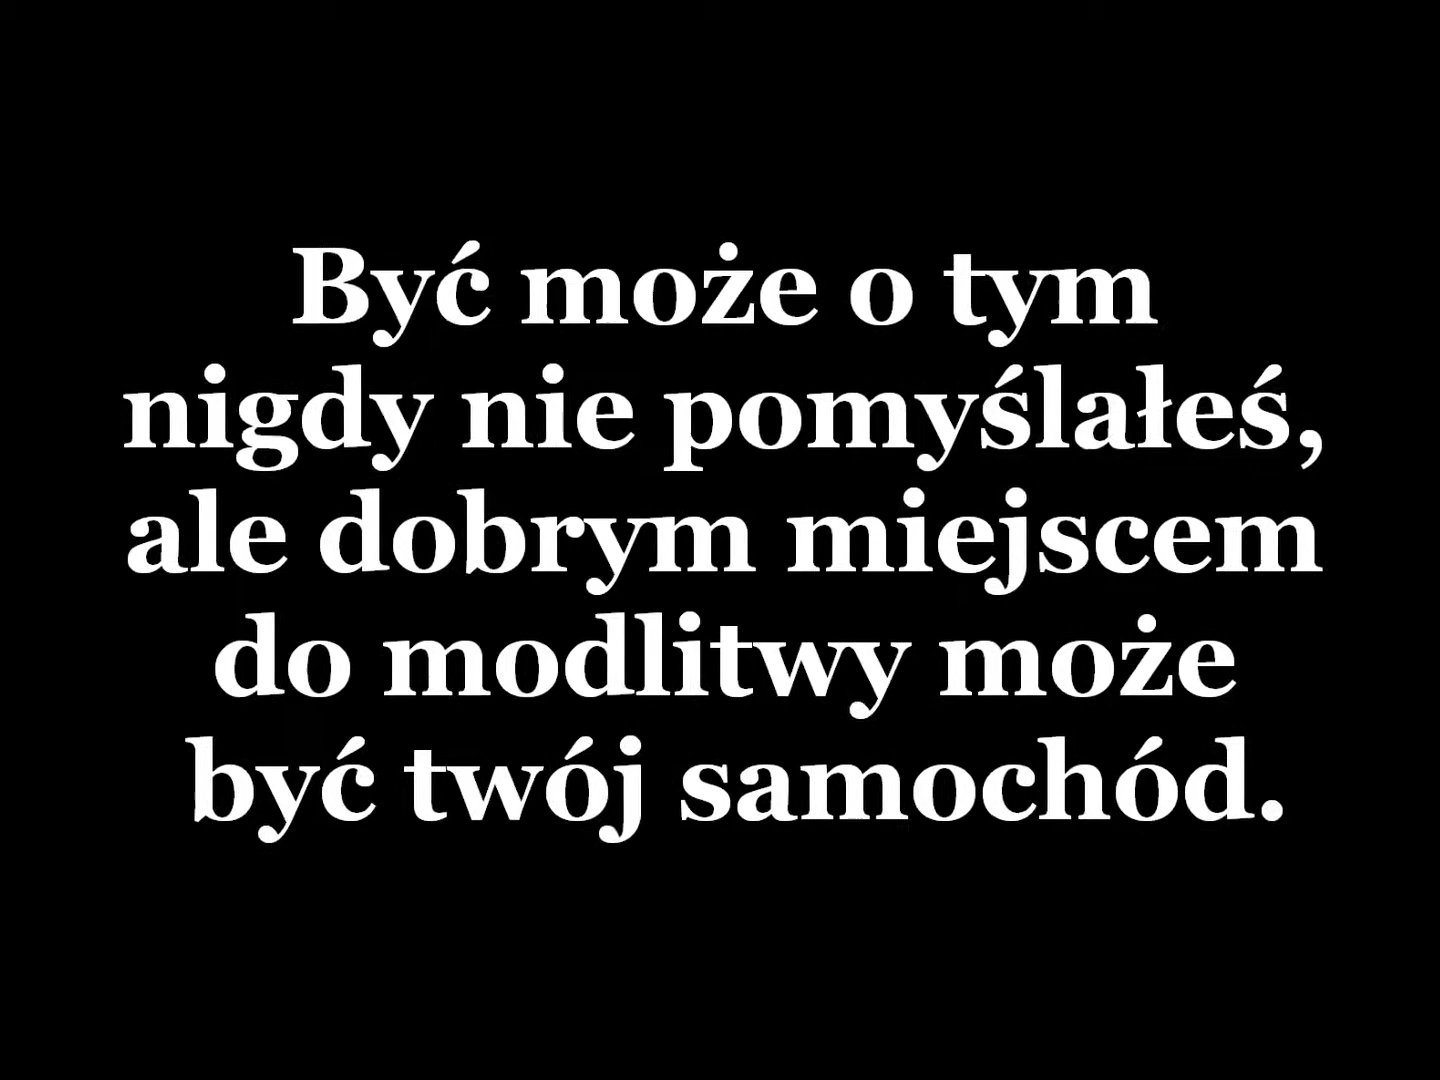 Być może o tym
nigdy nie pomyślałeś,
ale dobrym miejscem
do modlitwy może
być twój samochód.